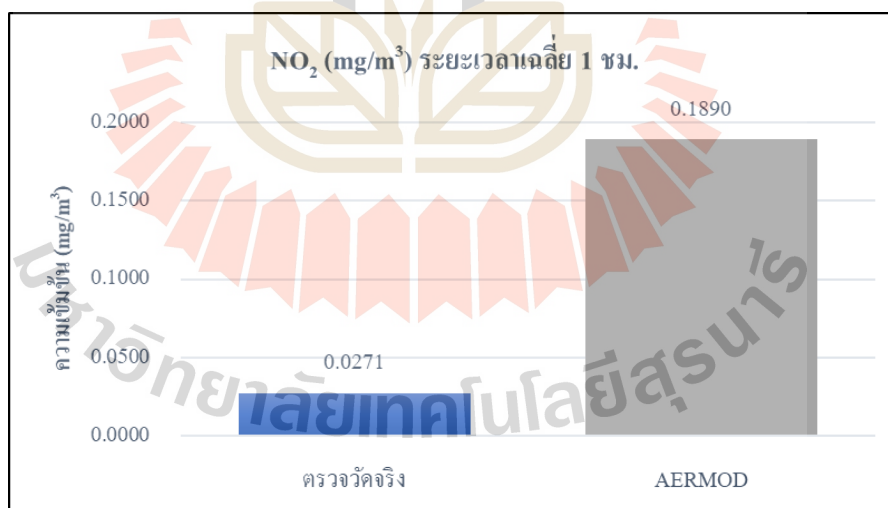 NO₂ (mg/m³) ระยะเวลาเฉลี่ย 1 ชม.
ความเข้มข้น (mg/m³)
0.2000
0.1500
0.1000
0.0500
0.0000
0.0271
0.1890
ตรวจวัดจริง
AERMOD
มหาวิทยาลัยเทคโนโลยีสุรนารี